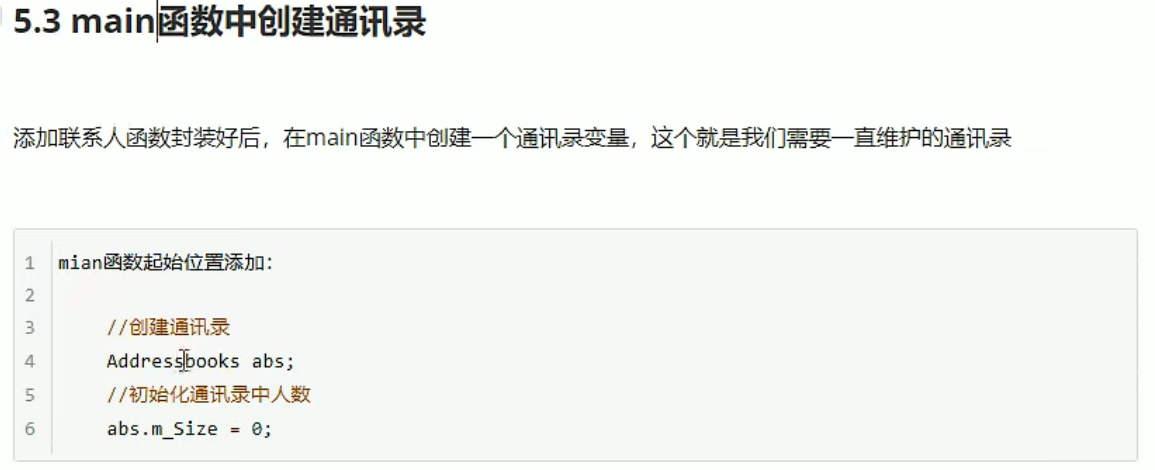 5.3 main函数中创建通讯录
添加联系人函数封装好后，在main函数中创建一个通讯录变量，这个就是我们需要一直维护的通讯录
1 mian函数起始位置添加：
2
3 //创建通讯录
4 Addressbooks abs;
5 //初始化通讯录中人数
6 abs.m_Size = 0;